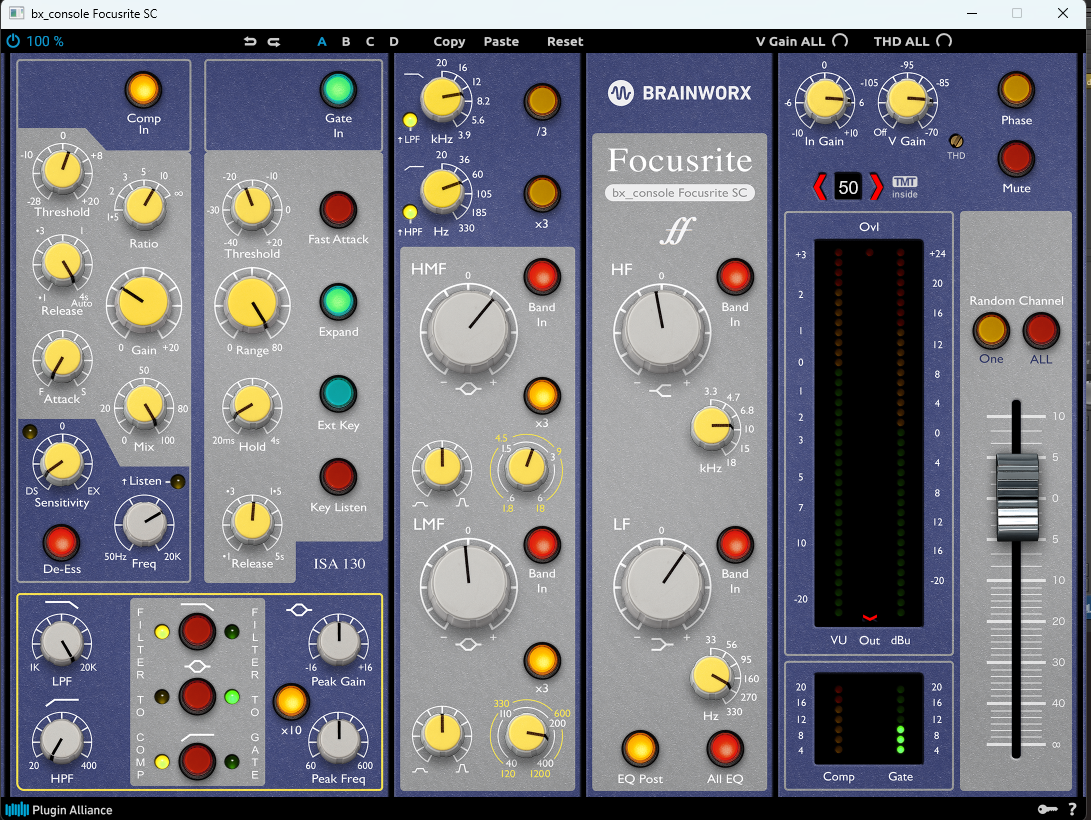 bx_console Focusrite SC
100 %
A B C D Copy Paste Reset V Gain ALL THD ALL
Comp
In
Threshold
-28 -10 0 +8 +20
Ratio
1•5 2 3 5 10 ∞
Release
•1 •3 1 4s
Auto
Gain
0 +20
Attack
F S
Mix
0 20 50 80 100
Sensitivity
DS 0 EX
↑Listen
De-Ess
Freq
50Hz 20K
Gate
In
Threshold
-40 -30 -20 -10 0 +20
Fast Attack
Range
0 80
Expand
Hold
20ms 4s
Ext Key
Key Listen
Release
•1 •3 1•5 5s
ISA 130
LPF
1K 20K
HPF
20 400
FILTER TO COMP
FILTER TO GATE
x10
Peak Gain
-16 +16
Peak Freq
60 600
↑LPF
kHz
20 16 12 8.2 5.6 3.9
/3
↑HPF
Hz
20 36 60 105 185 330
x3
HMF
0
− +
Band
In
x3
4.5 9
1.5 3
.6 6
1.8 18
LMF
0
− +
Band
In
x3
330 600
110 200
40 400
120 1200
BRAINWORX
Focusrite
bx_console Focusrite SC
ff
HF
0
− +
Band
In
3.3 4.7 6.8 10 15 18
kHz
LF
0
− +
Band
In
33 56 95 160 270 330
Hz
EQ Post
All EQ
In Gain
-10 -6 0 6 +10
V Gain
Off -105 -95 -85 -70
THD
Phase
Mute
50
TMT
inside
Ovl
+3 +24
2 20
1 16
0 12
1 8
2 4
3 0
5 4
7 8
10 12
16
-20 -20
VU Out dBu
20 20
16 16
12 12
8 8
4 4
Comp Gate
Random Channel
One ALL
10
5
0
5
10
20
30
40
∞
Plugin Alliance
?